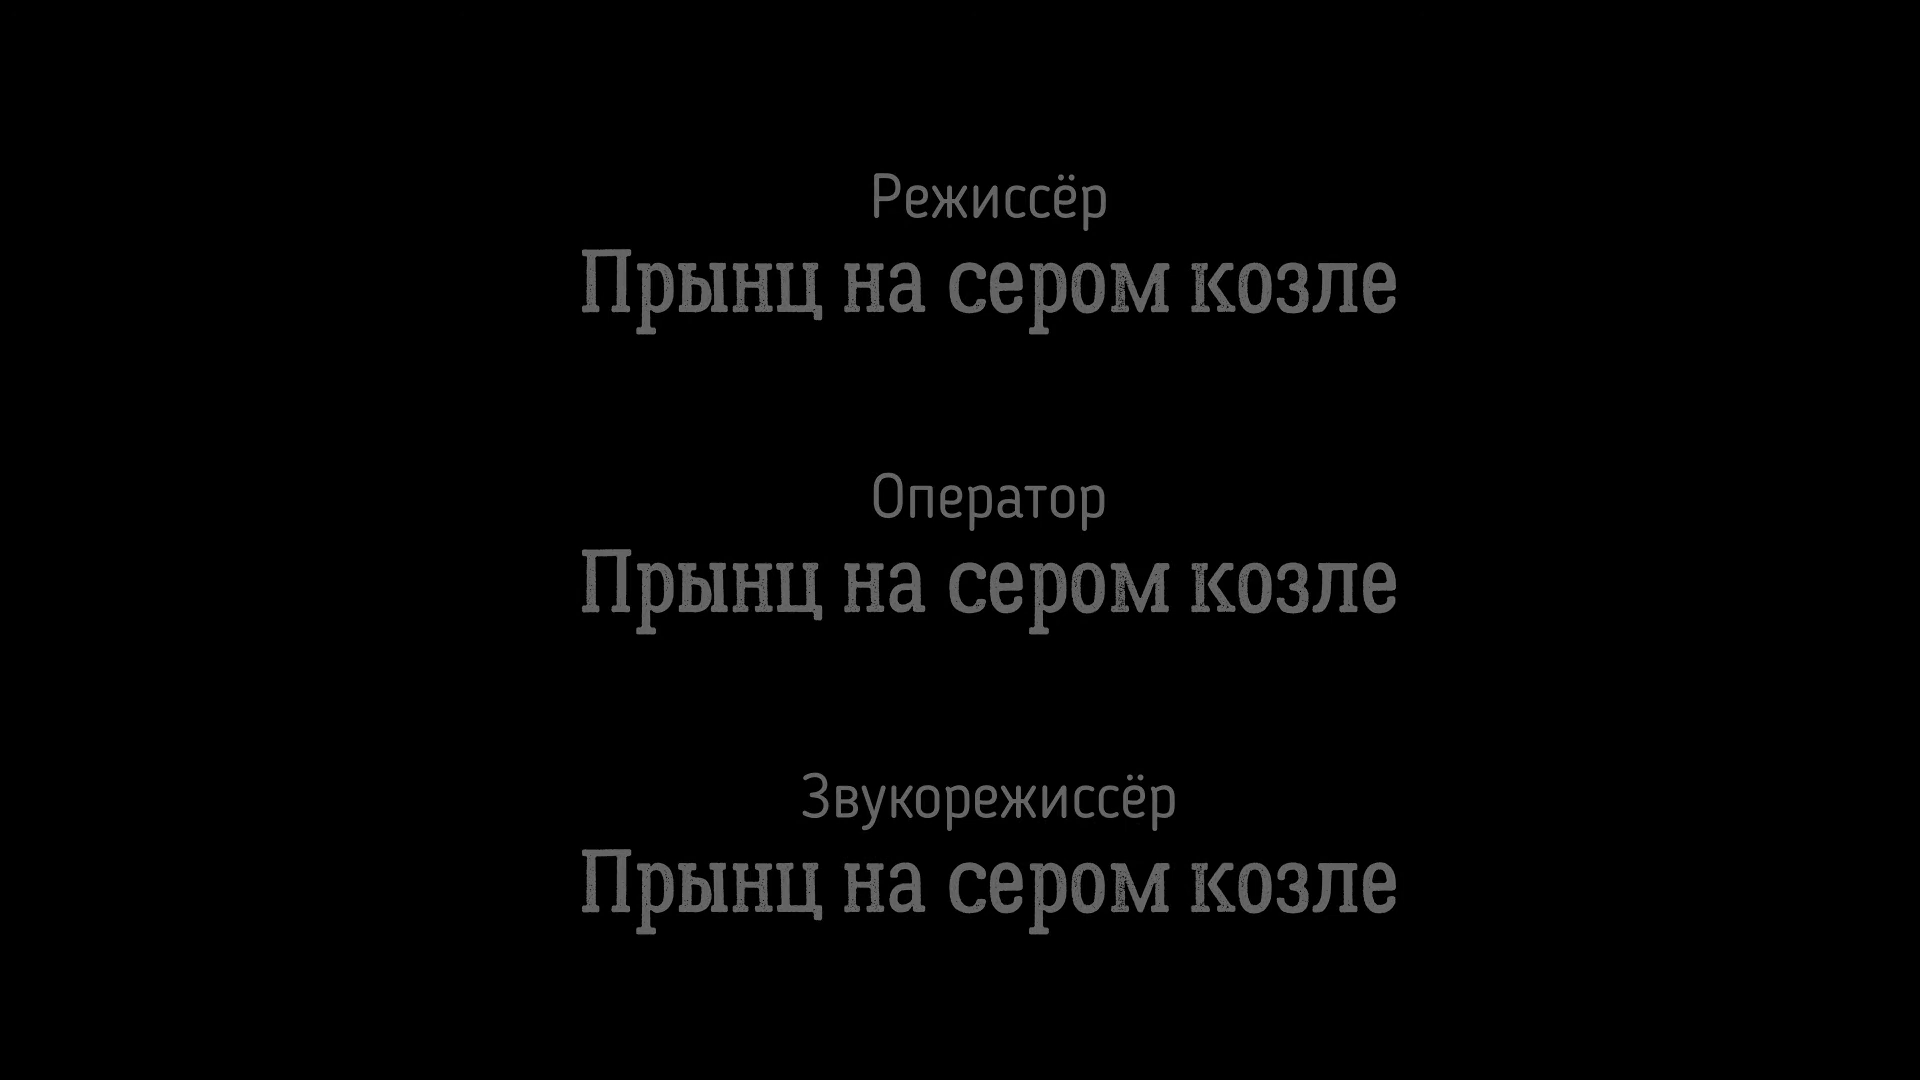 Режиссёр
Прынц на сером козле
Оператор
Прынц на сером козле
Звукорежиссёр
Прынц на сером козле